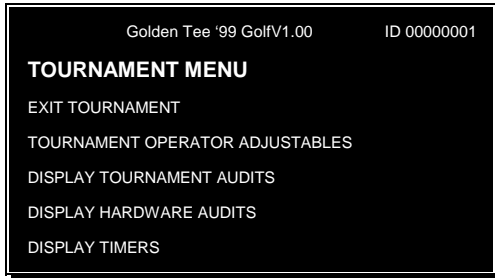 Golden Tee '99 GolfV1.00 ID 00000001
TOURNAMENT MENU
EXIT TOURNAMENT
TOURNAMENT OPERATOR ADJUSTABLES
DISPLAY TOURNAMENT AUDITS
DISPLAY HARDWARE AUDITS
DISPLAY TIMERS